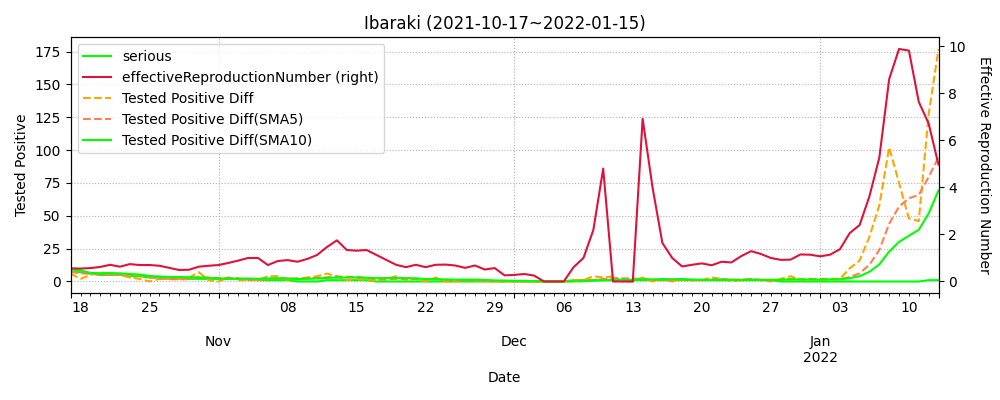 Ibaraki (2021-10-17~2022-01-15)
serious
effectiveReproductionNumber (right)
Tested Positive Diff
Tested Positive Diff(SMA5)
Tested Positive Diff(SMA10)
Tested Positive
175
150
125
100
75
50
25
0
10
8
6
4
2
0
Effective Reproduction Number
18 25 08 15 22 29 06 13 20 27 03 10
Nov Dec Jan
2022
Date